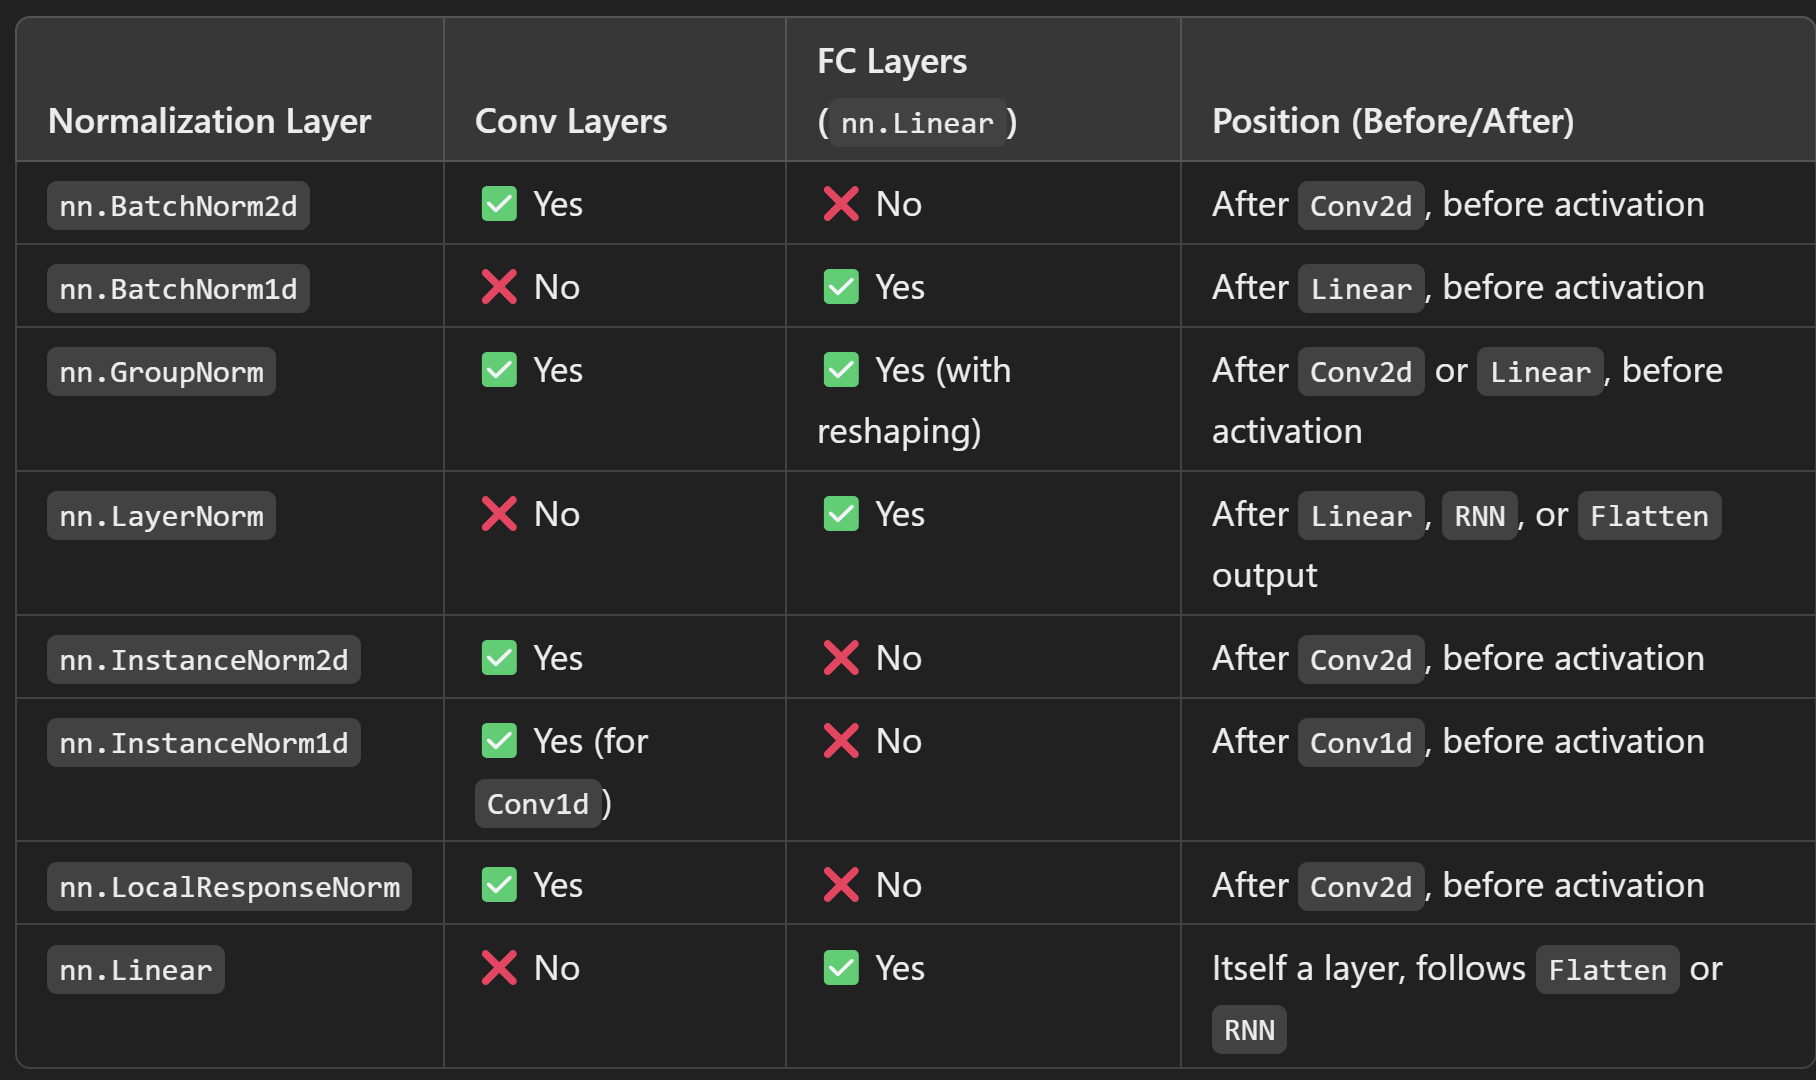 Normalization Layer
Conv Layers
FC Layers
(nn.Linear)
Position (Before/After)
nn.BatchNorm2d
✅ Yes
❌ No
After Conv2d, before activation
nn.BatchNorm1d
❌ No
✅ Yes
After Linear, before activation
nn.GroupNorm
✅ Yes
✅ Yes (with
reshaping)
After Conv2d or Linear, before
activation
nn.LayerNorm
❌ No
✅ Yes
After Linear, RNN, or Flatten
output
nn.InstanceNorm2d
✅ Yes
❌ No
After Conv2d, before activation
nn.InstanceNorm1d
✅ Yes (for
Conv1d)
❌ No
After Conv1d, before activation
nn.LocalResponseNorm
✅ Yes
❌ No
After Conv2d, before activation
nn.Linear
❌ No
✅ Yes
Itself a layer, follows Flatten or
RNN